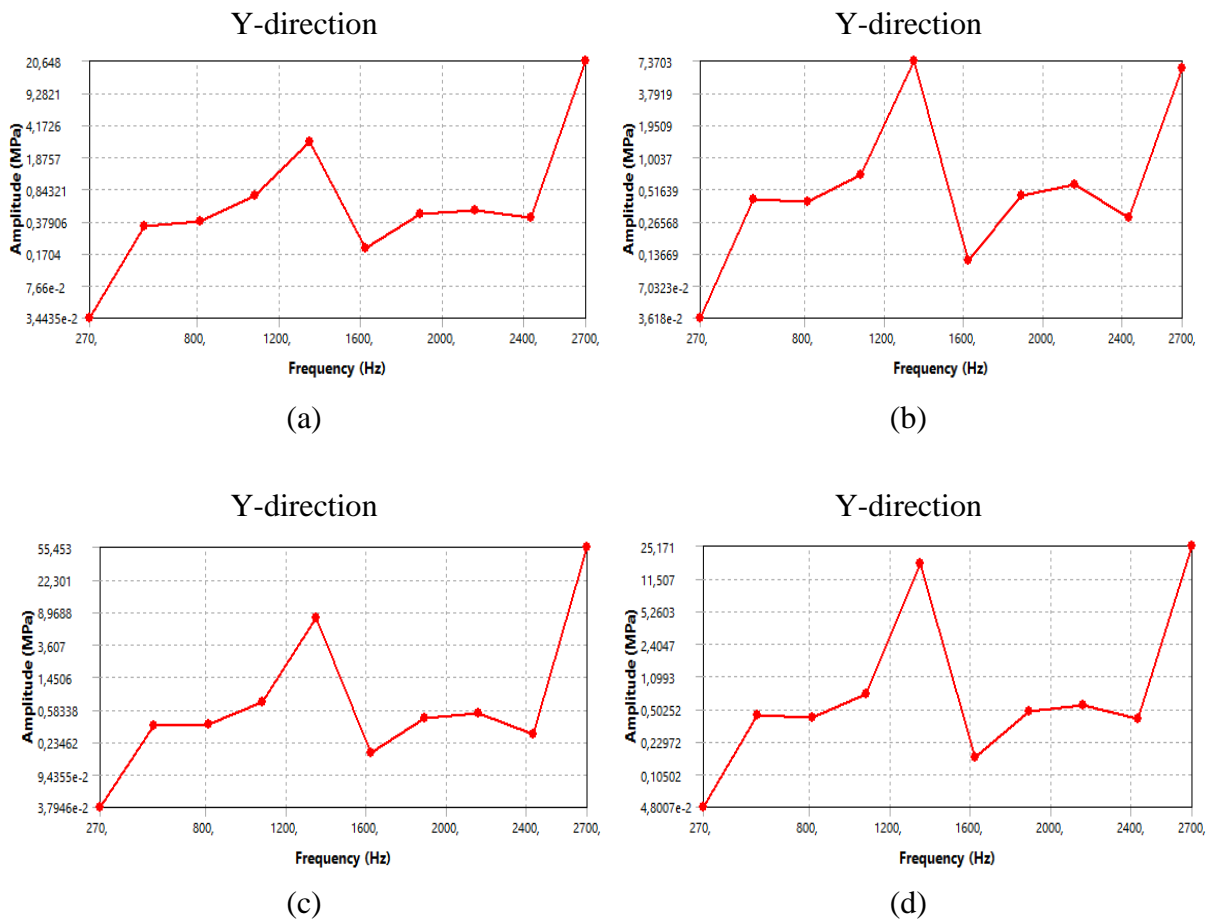 Y-direction
20,648
9,2821
4,1726
1,8757
0,84321
0,37906
0,1704
7,66e-2
3,4435e-2
Amplitude (MPa)
270, 800, 1200, 1600, 2000, 2400, 2700,
Frequency (Hz)
(a)
Y-direction
7,3703
3,7919
1,9509
1,0037
0,51639
0,26568
0,13669
7,0323e-2
3,618e-2
Amplitude (MPa)
270, 800, 1200, 1600, 2000, 2400, 2700,
Frequency (Hz)
(b)
Y-direction
55,453
22,301
8,9688
3,607
1,4506
0,58338
0,23462
9,4355e-2
3,7946e-2
Amplitude (MPa)
270, 800, 1200, 1600, 2000, 2400, 2700,
Frequency (Hz)
(c)
Y-direction
25,171
11,507
5,2603
2,4047
1,0993
0,50252
0,22972
0,10502
4,8007e-2
Amplitude (MPa)
270, 800, 1200, 1600, 2000, 2400, 2700,
Frequency (Hz)
(d)